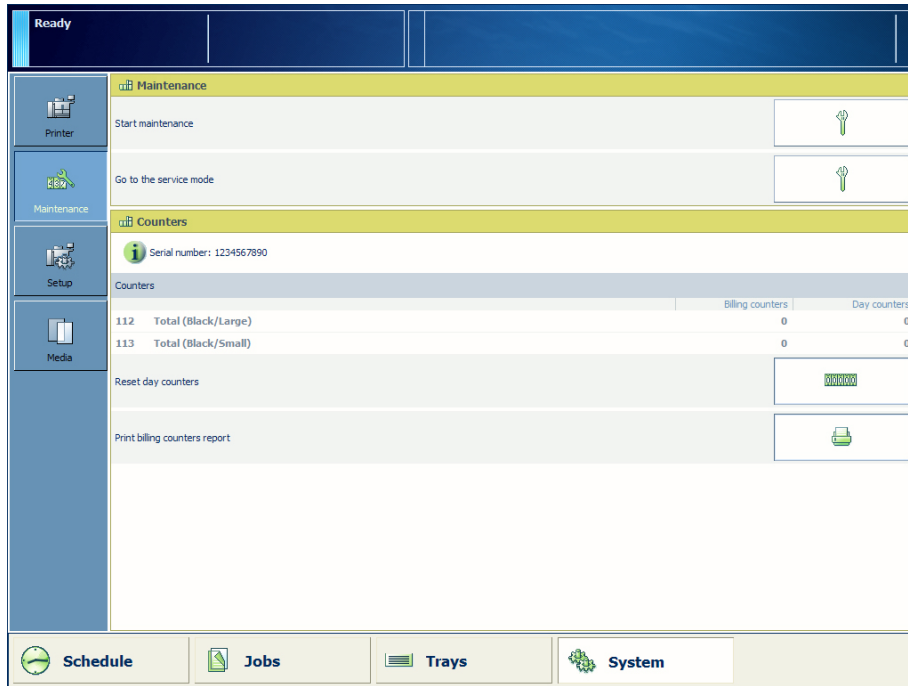 Ready
Printer
Maintenance
Setup
Media
Maintenance
Start maintenance
Go to the service mode
Counters
Serial number: 1234567890
Counters
Billing counters Day counters
112 Total (Black/Large) 0 0
113 Total (Black/Small) 0 0
Reset day counters
Print billing counters report
Schedule Jobs Trays System